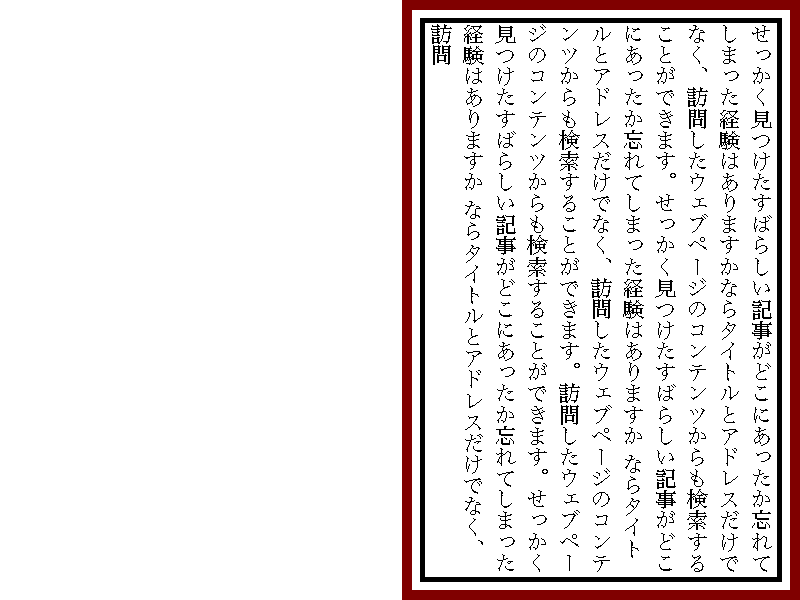 せっかく見つけたすばらしい記事がどこにあったか忘れて
しまった経験はありますかならタイトルとアドレスだけで
なく、訪問したウェブページのコンテンツからも検索する
ことができます。せっかく見つけたすばらしい記事がどこ
にあったか忘れてしまった経験はありますか ならタイト
ルとアドレスだけでなく、訪問したウェブページのコンテ
ンツからも検索することができます。訪問したウェブペー
ジのコンテンツからも検索することができます。せっかく
見つけたすばらしい記事がどこにあったか忘れてしまった
経験はありますか ならタイトルとアドレスだけでなく、
訪問